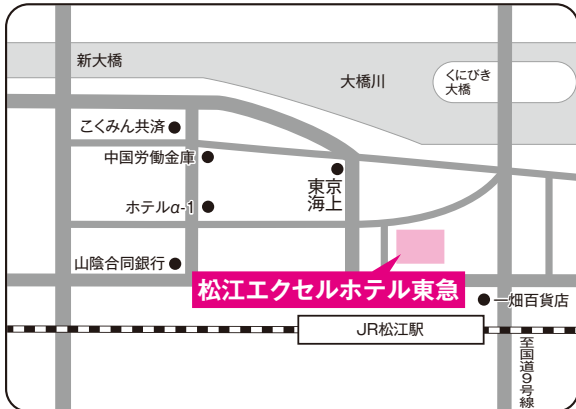 新大橋
大橋川
くにびき
大橋
こくみん共済
中国労働金庫
東京
海上
ホテルα-1
山陰合同銀行
松江エクセルホテル東急
一畑百貨店
JR松江駅
至国道9号線